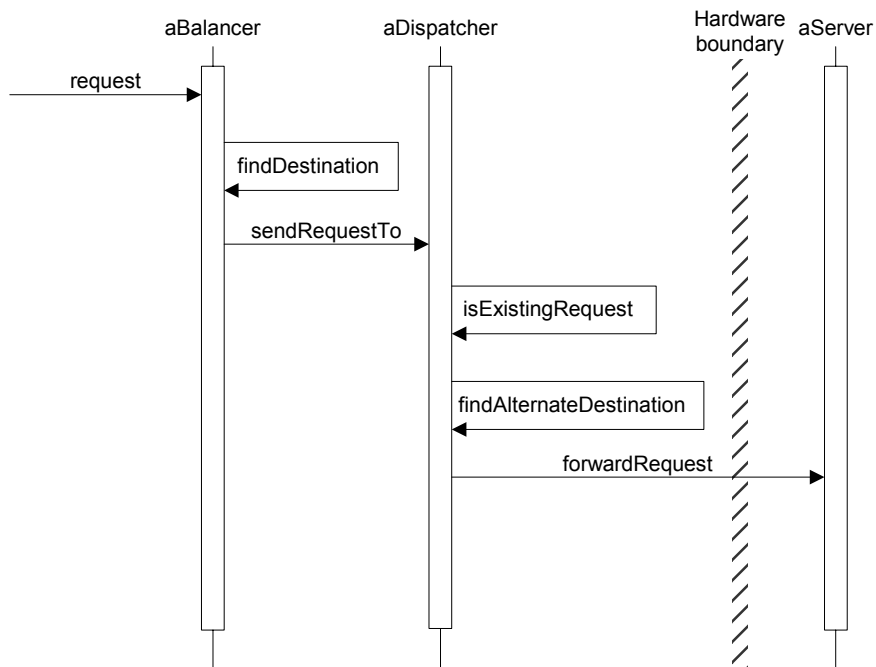 aBalancer
aDispatcher
Hardware
boundary
aServer
request
findDestination
sendRequestTo
isExistingRequest
findAlternateDestination
forwardRequest